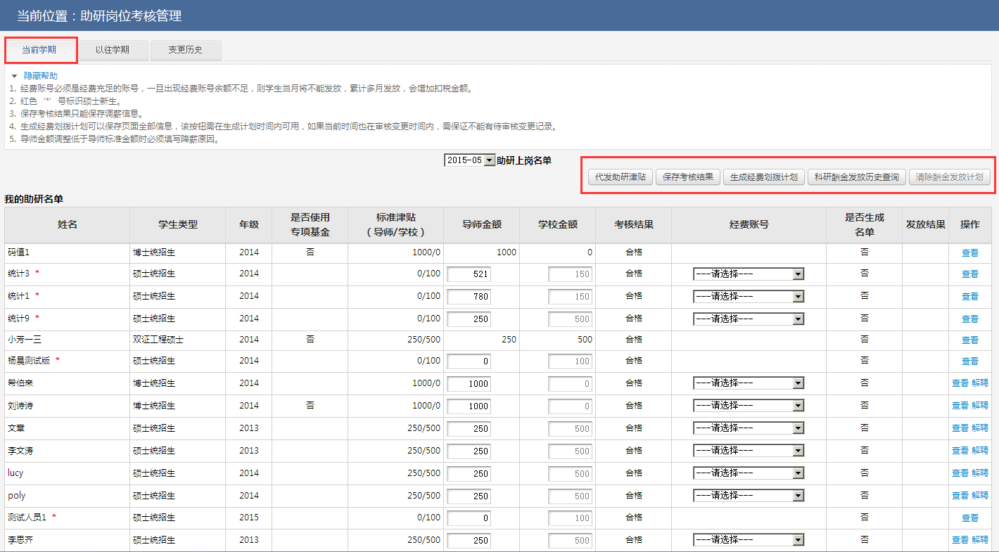 当前位置：助研岗位考核管理
当前学期 以往学期 变更历史
隐藏帮助
1. 经费账号必须是经费充足的账号，一旦出现经费账号余额不足，则学生当月将不能发放，累计多月发放，会增加扣税金额。
2. 红色 ‘*’ 号标识硕士新生。
3. 保存考核结果只能保存调薪信息。
4. 生成经费划拨计划可以保存页面全部信息，该按钮需在生成计划时间内可用，如果当前时间也在审核变更时间内，需保证不能有待审核变更记录。
5. 导师金额调整低于导师标准金额时必须填写降薪原因。
2015-05 助研上岗名单
代发助研津贴 保存考核结果 生成经费划拨计划 科研酬金发放历史查询 清除酬金发放计划
我的助研名单
姓名 学生类型 年级 是否使用专项基金 标准津贴（导师/学校） 导师金额 学校金额 考核结果 经费账号 是否生成名单 发放结果 操作
码值1 博士统招生 2014 否 1000/0 1000 0 合格 否 查看
统计3 * 硕士统招生 2014 0/100 521 150 合格 ---请选择--- 否 查看
统计1 * 硕士统招生 2014 0/100 780 150 合格 ---请选择--- 否 查看
统计9 * 硕士统招生 2014 0/100 250 500 合格 ---请选择--- 否 查看
小芳一三 双证工程硕士 2014 否 250/500 250 500 合格 否 查看
杨晨测试版 * 硕士统招生 2014 0/100 0 100 合格 否 查看
希伯来 博士统招生 2014 1000/0 1000 0 合格 ---请选择--- 否 查看 解聘
刘诗诗 博士统招生 2014 否 1000/0 1000 0 合格 ---请选择--- 否 查看 解聘
文章 硕士统招生 2013 250/500 250 500 合格 ---请选择--- 否 查看 解聘
李文涛 硕士统招生 2013 250/500 250 500 合格 ---请选择--- 否 查看 解聘
lucy 硕士统招生 2014 250/500 250 500 合格 ---请选择--- 否 查看 解聘
poly 硕士统招生 2014 250/500 250 500 合格 ---请选择--- 否 查看 解聘
测试人员1 * 硕士统招生 2015 0/100 0 100 合格 否 查看
李思齐 硕士统招生 2013 250/500 250 500 合格 ---请选择--- 否 查看 解聘